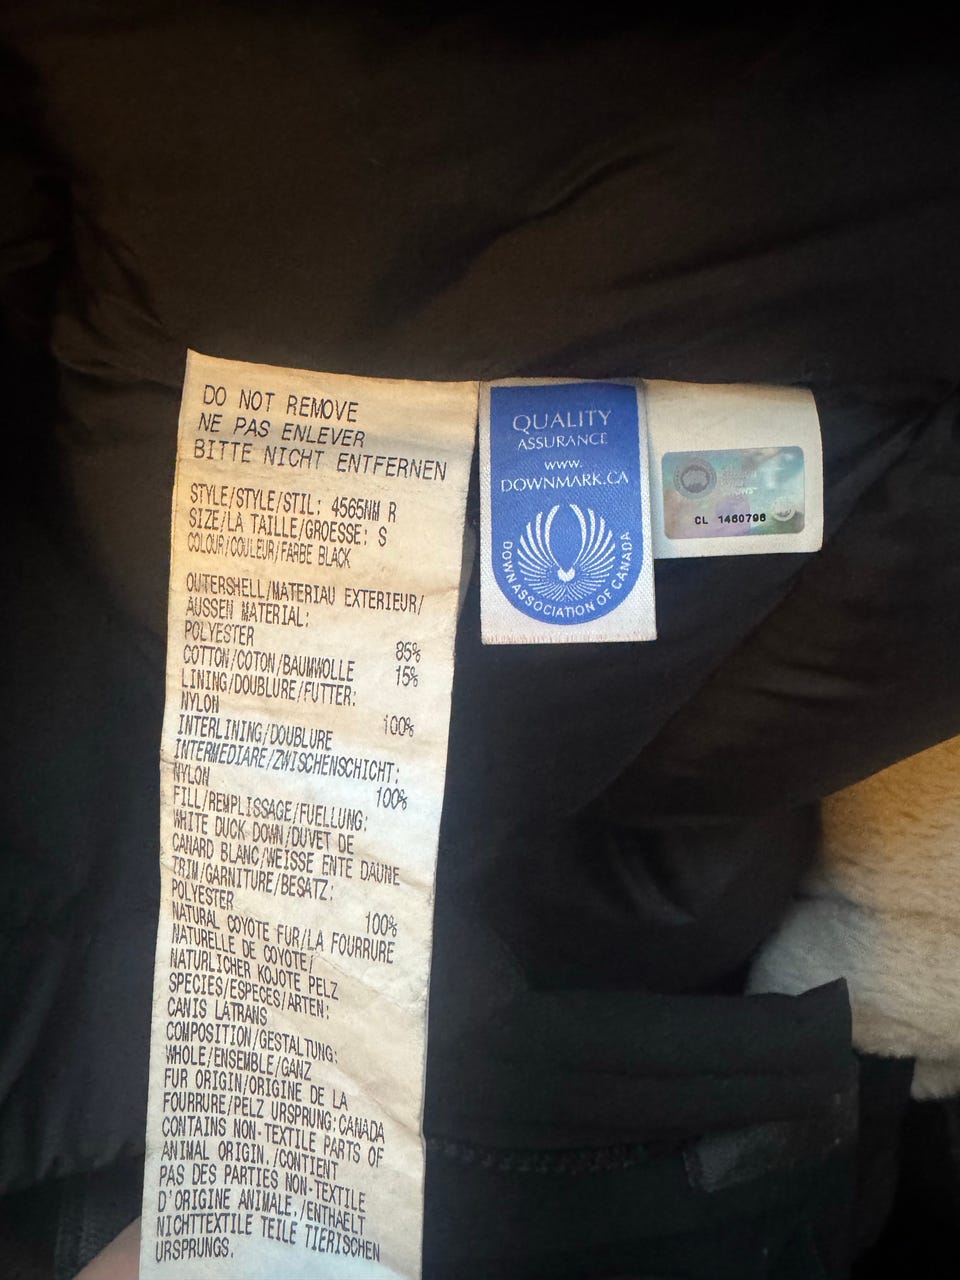 DO NOT REMOVE
NE PAS ENLEVER
BITTE NICHT ENTFERNEN
STYLE/STYLE/STIL: 4565NM R
SIZE/LA TAILLE/GROESSE: S
COLOUR/COULEUR/FARBE BLACK
OUTERSHELL/MATERIAU EXTERIEUR/
AUSSEN MATERIAL:
POLYESTER 85%
COTTON/COTON/BAUMWOLLE 15%
LINING/DOUBLURE/FUTTER:
NYLON 100%
INTERLINING/DOUBLURE
INTERMEDIARE/ZWISCHENSCHICHT:
NYLON 100%
FILL/REMPLISSAGE/FUELLUNG:
WHITE DUCK DOWN/DUVET DE
CANARD BLANC/WEISSE ENTE DAUNE
TRIM/GARNITURE/BESATZ:
POLYESTER 100%
NATURAL COYOTE FUR/LA FOURRURE
NATURELLE DE COYOTE/
NATURLICHER KOJOTE PELZ
SPECIES/ESPECES/ARTEN:
CANIS LATRANS
COMPOSITION/GESTALTUNG:
WHOLE/ENSEMBLE/GANZ
FUR ORIGIN/ORIGINE DE LA
FOURRURE/PELZ URSPRUNG:CANADA
CONTAINS NON-TEXTILE PARTS OF
ANIMAL ORIGIN./CONTIENT
PAS DES PARTIES NON-TEXTILE
D'ORIGINE ANIMALE./ENTHAELT
NICHTTEXTILE TEILE TIERISCHEN
URSPRUNGS.
QUALITY
ASSURANCE
www.
DOWNMARK.CA
DOWN ASSOCIATION OF CANADA
CL 1460796